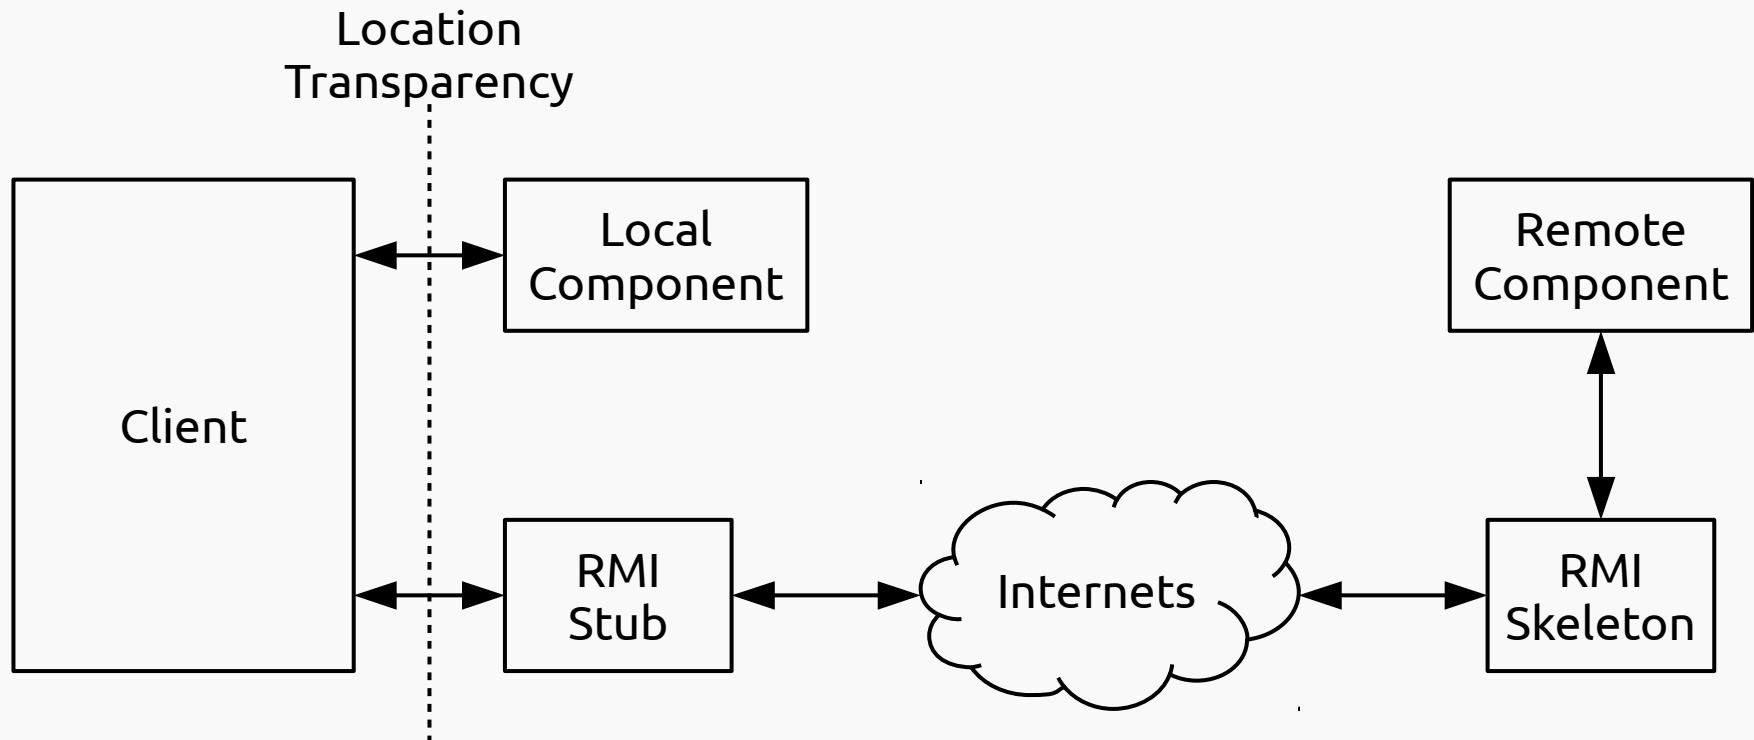 Location
Transparency
Local
Component
Remote
Component
Client
RMI
Stub
Internets
RMI
Skeleton